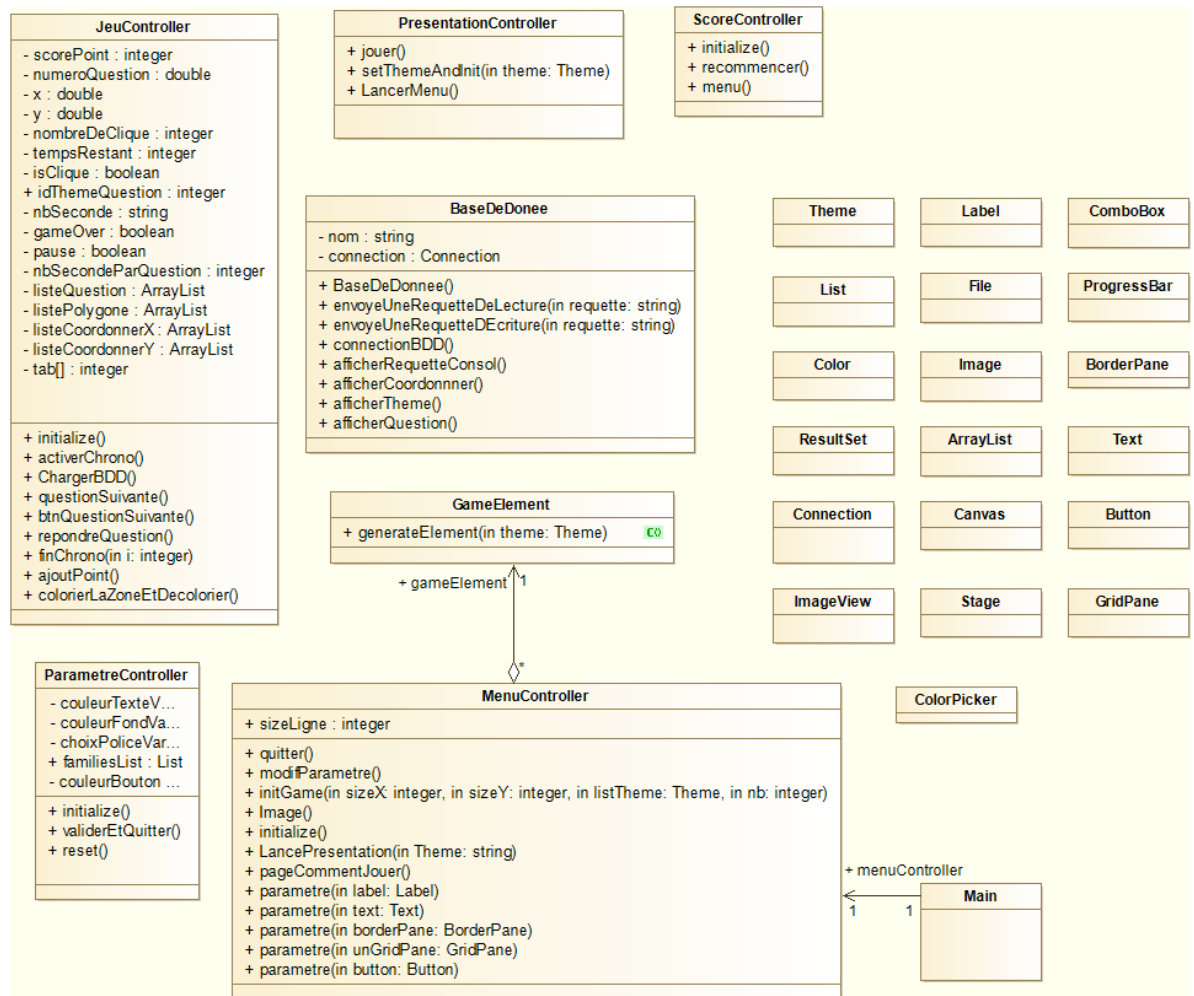 JeuController
- scorePoint : integer
- numeroQuestion : double
- x : double
- y : double
- nombreDeClique : integer
- tempsRestant : integer
- isClique : boolean
+ idThemeQuestion : integer
- nbSeconde : string
- gameOver : boolean
- pause : boolean
- nbSecondeParQuestion : integer
- listeQuestion : ArrayList
- listePolygone : ArrayList
- listeCoordonnerX : ArrayList
- listeCoordonnerY : ArrayList
- tab[] : integer
+ initialize()
+ activerChrono()
+ ChargerBDD()
+ questionSuivante()
+ btnQuestionSuivante()
+ repondreQuestion()
+ finChrono(in i: integer)
+ ajoutPoint()
+ colorierLaZoneEtDecolorier()
PresentationController
+ jouer()
+ setThemeAndInit(in theme: Theme)
+ LancerMenu()
ScoreController
+ initialize()
+ recommencer()
+ menu()
BaseDeDonee
- nom : string
- connection : Connection
+ BaseDeDonnee()
+ envoyeUneRequetteDeLecture(in requette: string)
+ envoyeUneRequetteDEcriture(in requette: string)
+ connectionBDD()
+ afficherRequetteConsol()
+ afficherCoordonnner()
+ afficherTheme()
+ afficherQuestion()
Theme
Label
ComboBox
List
File
ProgressBar
Color
Image
BorderPane
ResultSet
ArrayList
Text
Connection
Canvas
Button
ImageView
Stage
GridPane
ColorPicker
GameElement
+ generateElement(in theme: Theme) C()
+ gameElement 1
*
ParametreController
- couleurTexteV...
- couleurFondVa...
- choixPoliceVar...
+ familiesList : List
- couleurBouton ...
+ initialize()
+ validerEtQuitter()
+ reset()
MenuController
+ sizeLigne : integer
+ quitter()
+ modifParametre()
+ initGame(in sizeX: integer, in sizeY: integer, in listTheme: Theme, in nb: integer)
+ Image()
+ initialize()
+ LancePresentation(in Theme: string)
+ pageCommentJouer()
+ parametre(in label: Label)
+ parametre(in text: Text)
+ parametre(in borderPane: BorderPane)
+ parametre(in unGridPane: GridPane)
+ parametre(in button: Button)
+ menuController
1 1
Main